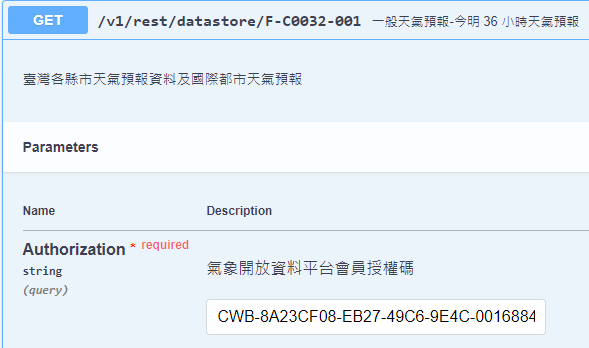 GET /v1/rest/datastore/F-C0032-001 一般天氣預報-今明 36 小時天氣預報
臺灣各縣市天氣預報資料及國際都市天氣預報
Parameters
Name Description
Authorization * required
string
(query)
氣象開放資料平台會員授權碼
CWB-8A23CF08-EB27-49C6-9E4C-0016884